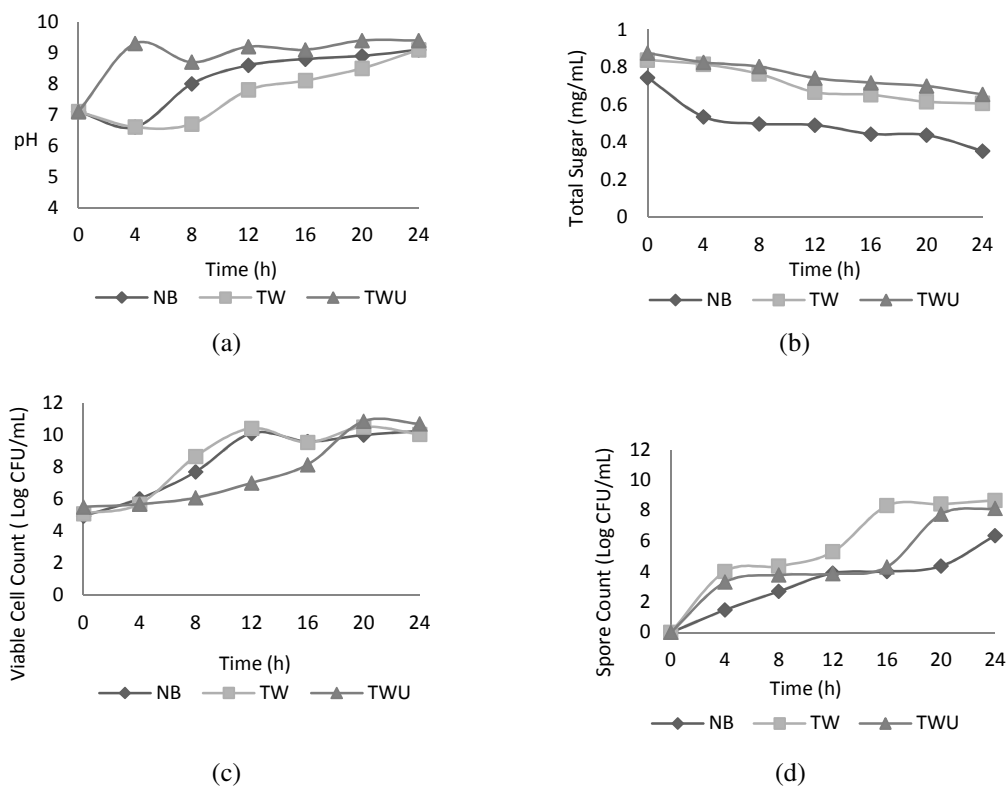 10
9
8
7
6
5
4
pH
0 4 8 12 16 20 24
Time (h)
NB TW TWU
(a)
1
0.8
0.6
0.4
0.2
0
Total Sugar (mg/mL)
0 4 8 12 16 20 24
Time (h)
NB TW TWU
(b)
12
10
8
6
4
2
0
Viable Cell Count ( Log CFU/mL)
0 4 8 12 16 20 24
Time (h)
NB TW TWU
(c)
12
10
8
6
4
2
0
Spore Count (Log CFU/mL)
0 4 8 12 16 20 24
Time (h)
NB TW TWU
(d)